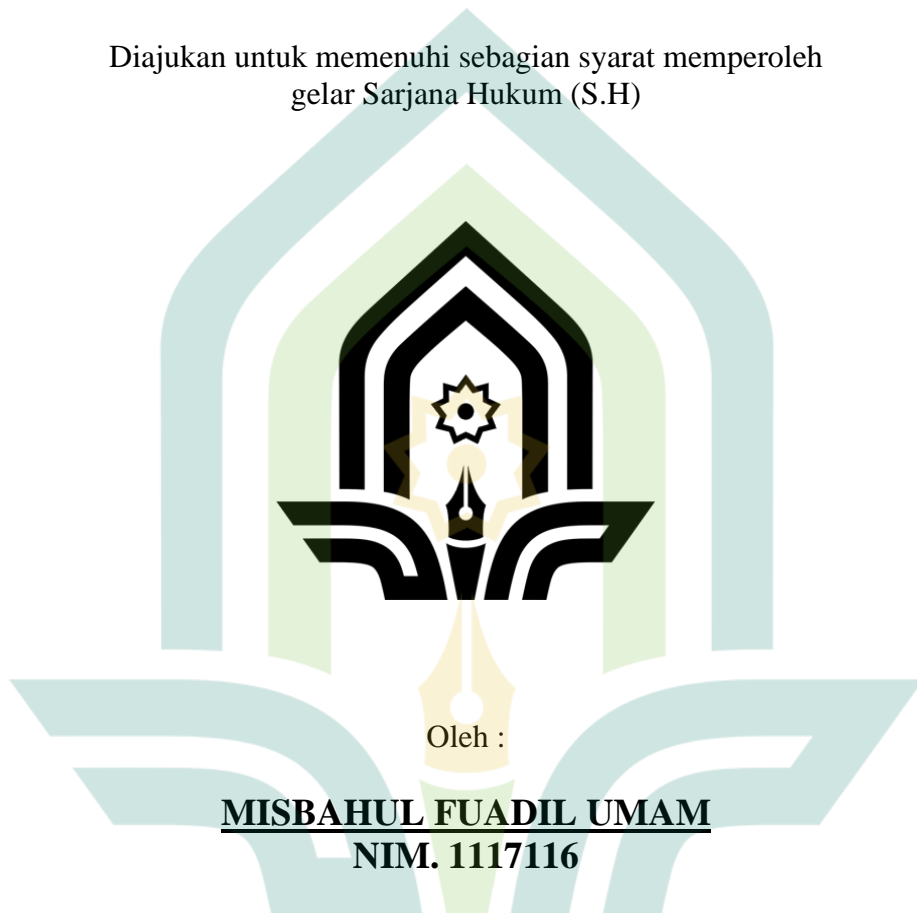 Diajukan untuk memenuhi sebagian syarat memperoleh
gelar Sarjana Hukum (S.H)
Oleh :
MISBAHUL FUADIL UMAM
NIM. 1117116